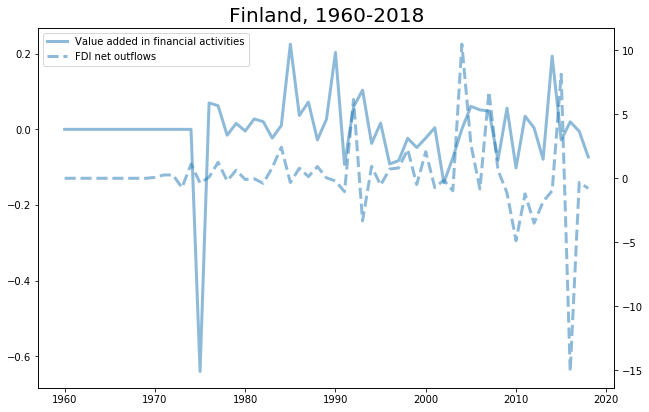 Finland, 1960-2018
Value added in financial activities
FDI net outflows
0.2
0.0
−0.2
−0.4
−0.6
10
5
0
−5
−10
−15
1960 1970 1980 1990 2000 2010 2020